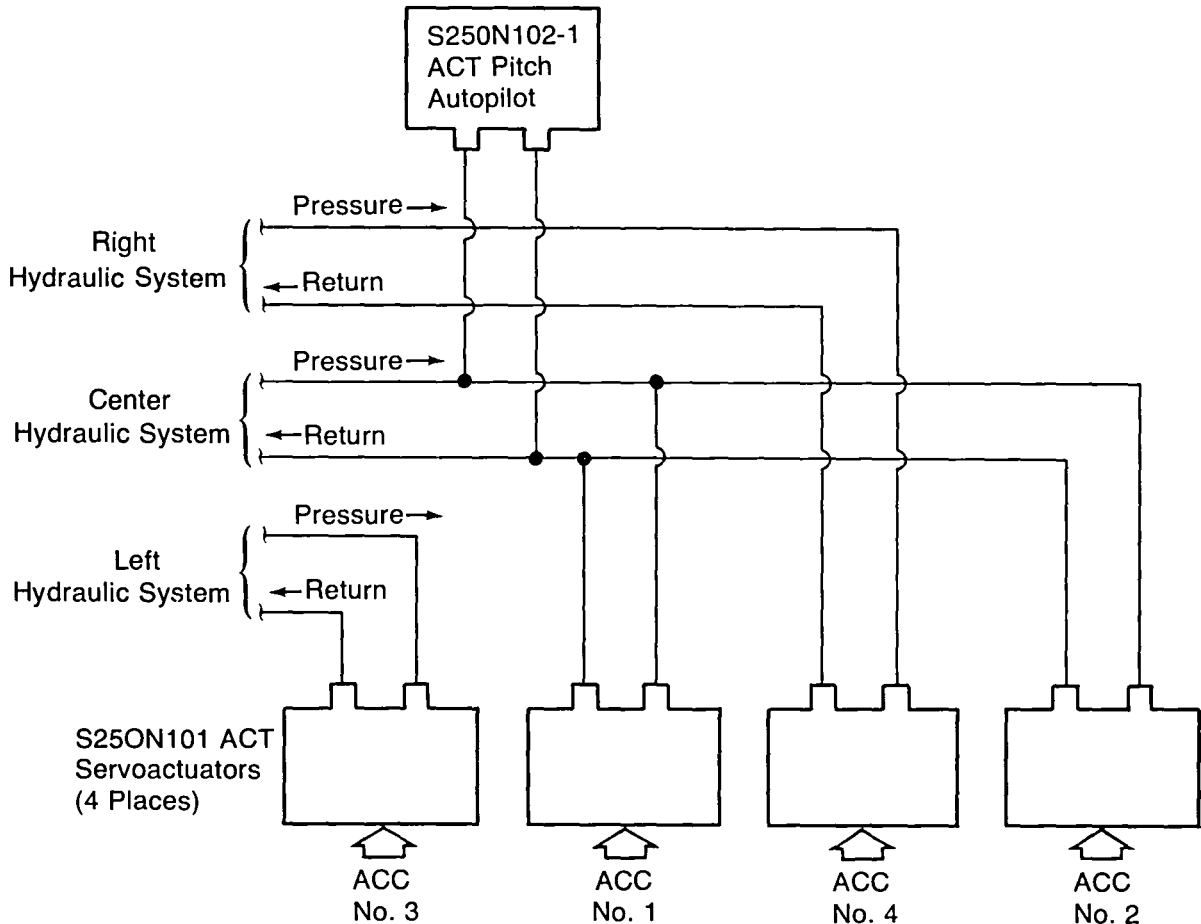 S250N102-1
ACT Pitch
Autopilot
Pressure
Right
Hydraulic System
Return
Pressure
Center
Hydraulic System
Return
Pressure
Left
Hydraulic System
Return
S25ON101 ACT
Servoactuators
(4 Places)
ACC
No. 3
ACC
No. 1
ACC
No. 4
ACC
No. 2